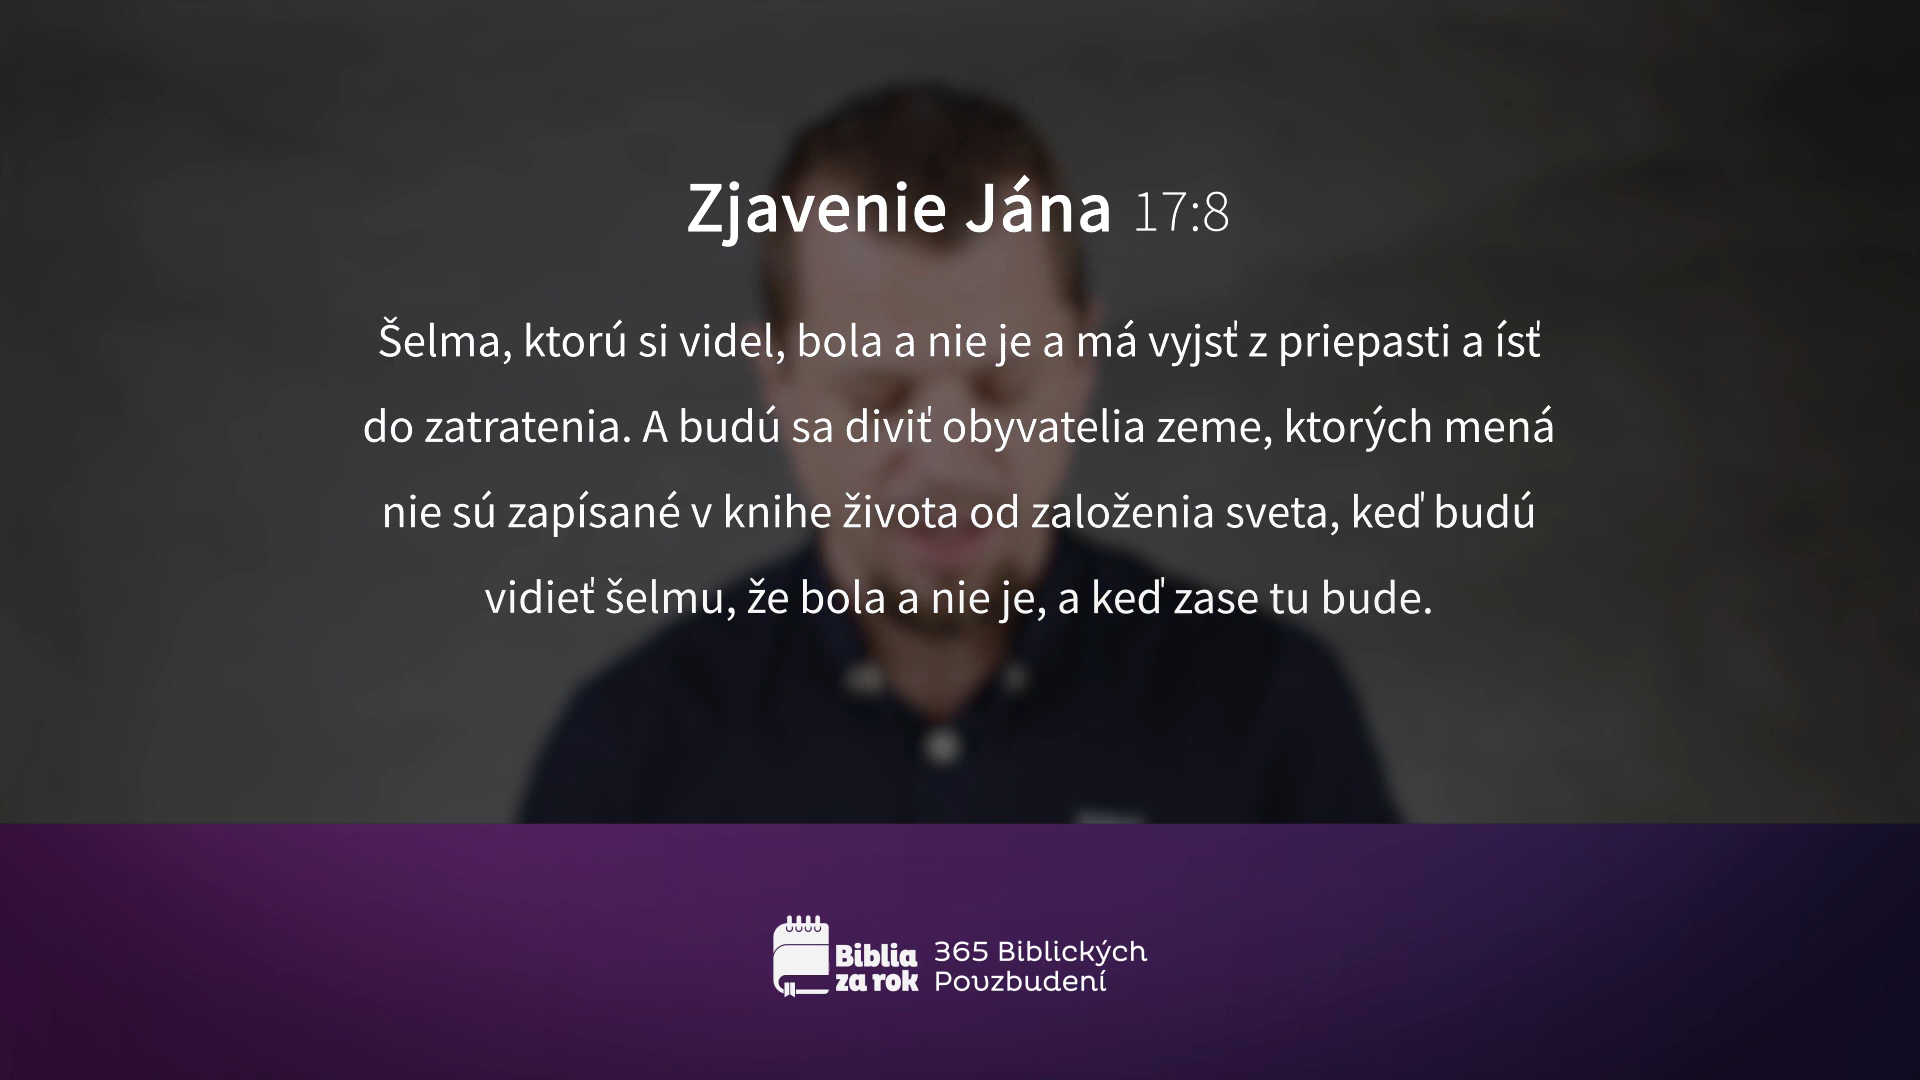 Zjavenie Jána 17:8
Šelma, ktorú si videl, bola a nie je a má vyjsť z priepasti a ísť
do zatratenia. A budú sa diviť obyvatelia zeme, ktorých mená
nie sú zapísané v knihe života od založenia sveta, keď budú
vidieť šelmu, že bola a nie je, a keď zase tu bude.
Biblia
za rok
365 Biblických
Povzbudení